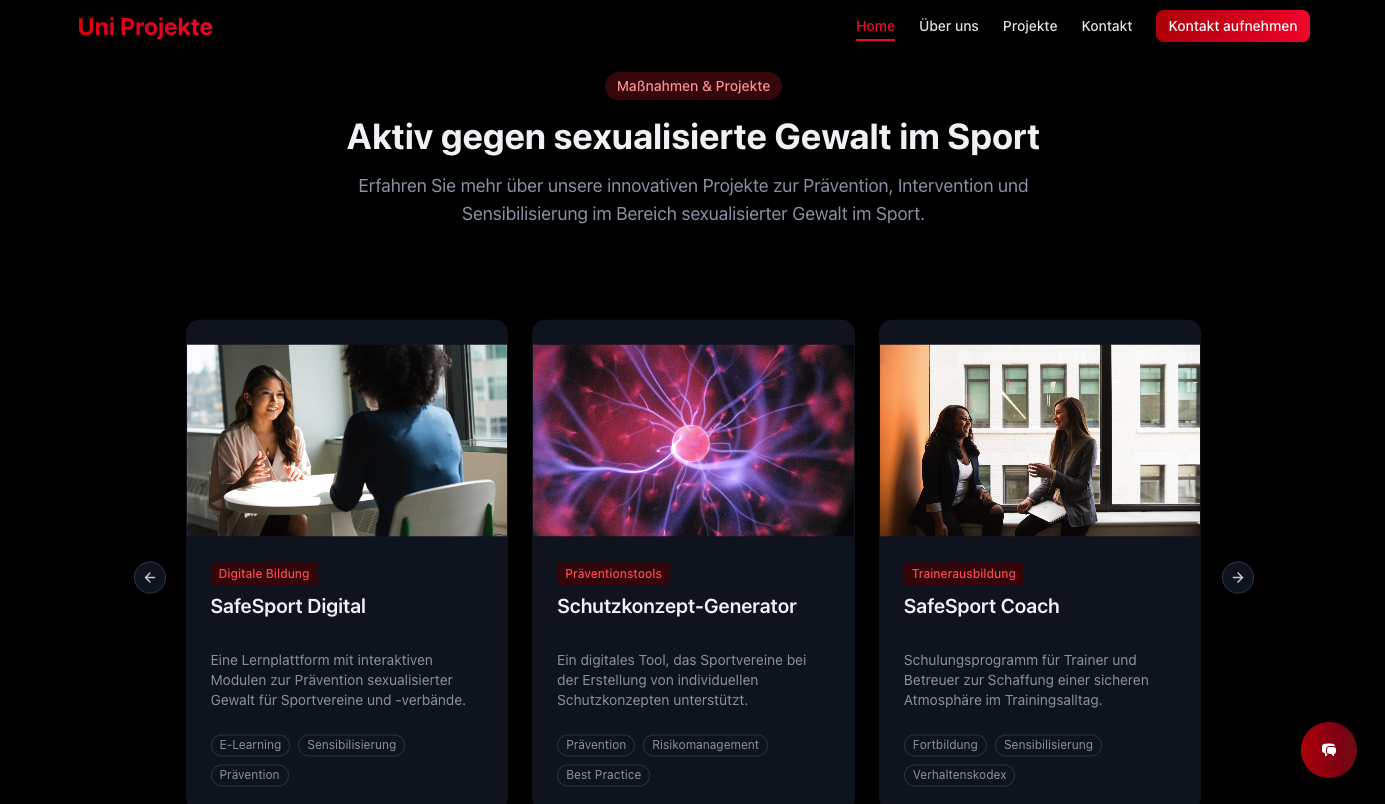 Uni Projekte
Home
Über uns
Projekte
Kontakt
Kontakt aufnehmen
Maßnahmen & Projekte
Aktiv gegen sexualisierte Gewalt im Sport
Erfahren Sie mehr über unsere innovativen Projekte zur Prävention, Intervention und
Sensibilisierung im Bereich sexualisierter Gewalt im Sport.
Digitale Bildung
SafeSport Digital
Eine Lernplattform mit interaktiven
Modulen zur Prävention sexualisierter
Gewalt für Sportvereine und -verbände.
E-Learning
Sensibilisierung
Prävention
Präventionstools
Schutzkonzept-Generator
Ein digitales Tool, das Sportvereine bei
der Erstellung von individuellen
Schutzkonzepten unterstützt.
Prävention
Risikomanagement
Best Practice
Trainerausbildung
SafeSport Coach
Schulungsprogramm für Trainer und
Betreuer zur Schaffung einer sicheren
Atmosphäre im Trainingsalltag.
Fortbildung
Sensibilisierung
Verhaltenskodex